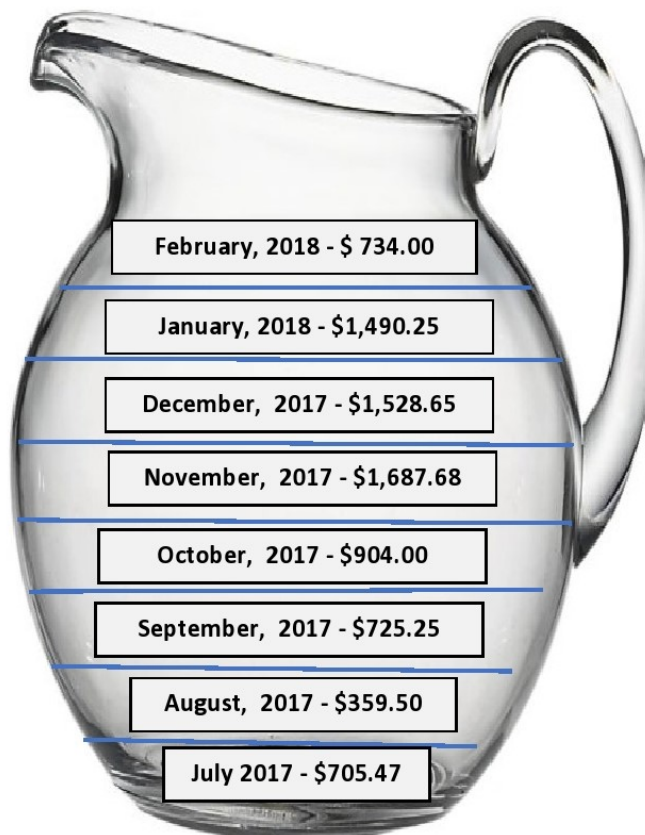 February, 2018 - $ 734.00
January, 2018 - $1,490.25
December,  2017 - $1,528.65
November,  2017 - $1,687.68
October,  2017 - $904.00
September,  2017 - $725.25
August,  2017 - $359.50
July 2017 - $705.47